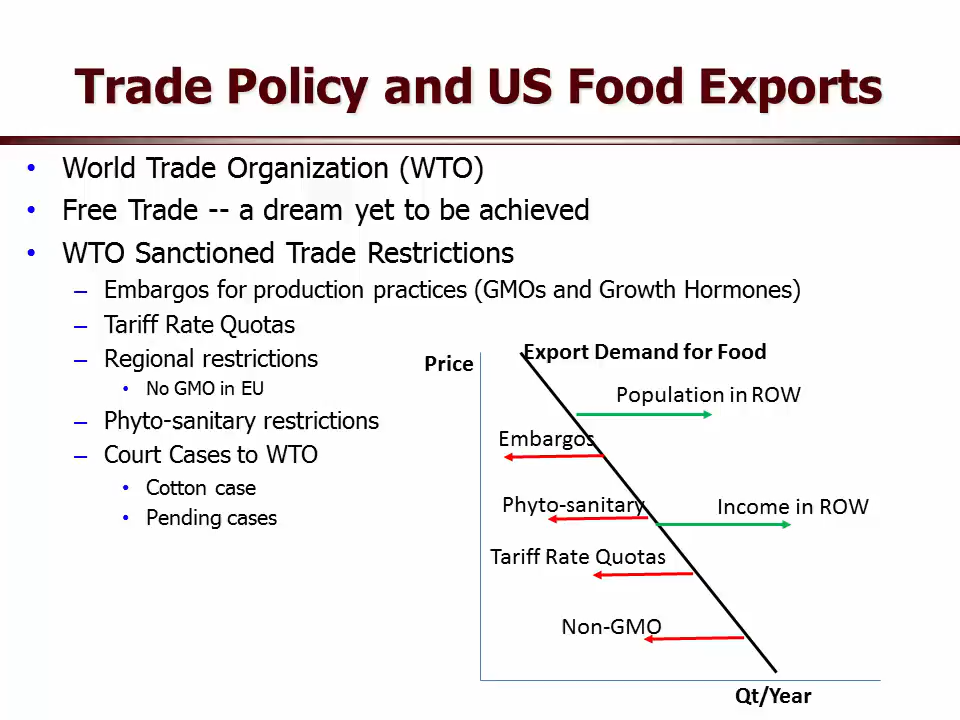 Trade Policy and US Food Exports
• World Trade Organization (WTO)
• Free Trade -- a dream yet to be achieved
• WTO Sanctioned Trade Restrictions
– Embargos for production practices (GMOs and Growth Hormones)
– Tariff Rate Quotas
– Regional restrictions
• No GMO in EU
– Phyto-sanitary restrictions
– Court Cases to WTO
• Cotton case
• Pending cases
Price
Export Demand for Food
Population in ROW
Embargos
Phyto-sanitary
Income in ROW
Tariff Rate Quotas
Non-GMO
Qt/Year